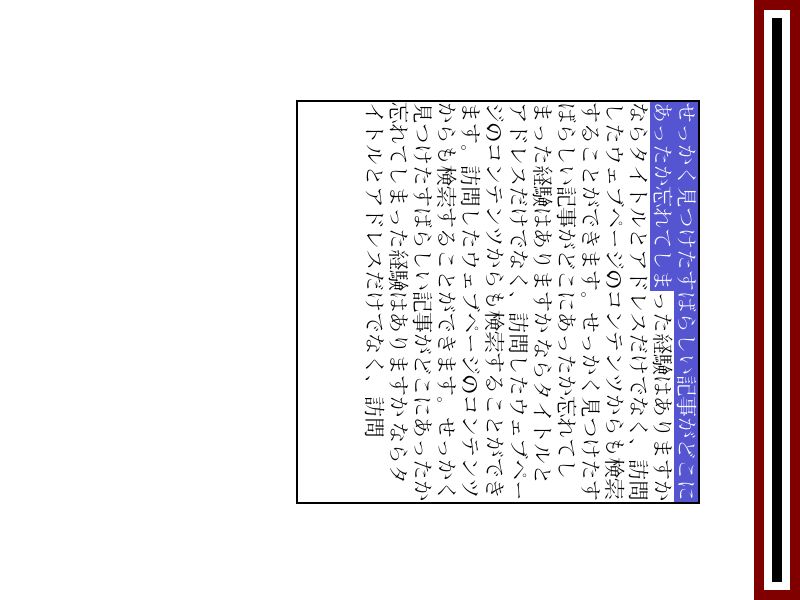 せっかく見つけたすばらしい記事がどこに
あったか忘れてしまった経験はありますか
ならタイトルとアドレスだけでなく、訪問
したウェブページのコンテンツからも検索
することができます。せっかく見つけたす
ばらしい記事がどこにあったか忘れてし
まった経験はありますかならタイトルと
アドレスだけでなく、訪問したウェブペー
ジのコンテンツからも検索することができ
ます。訪問したウェブページのコンテンツ
からも検索することができます。せっかく
見つけたすばらしい記事がどこにあったか
忘れてしまった経験はありますかならタ
イトルとアドレスだけでなく、訪問